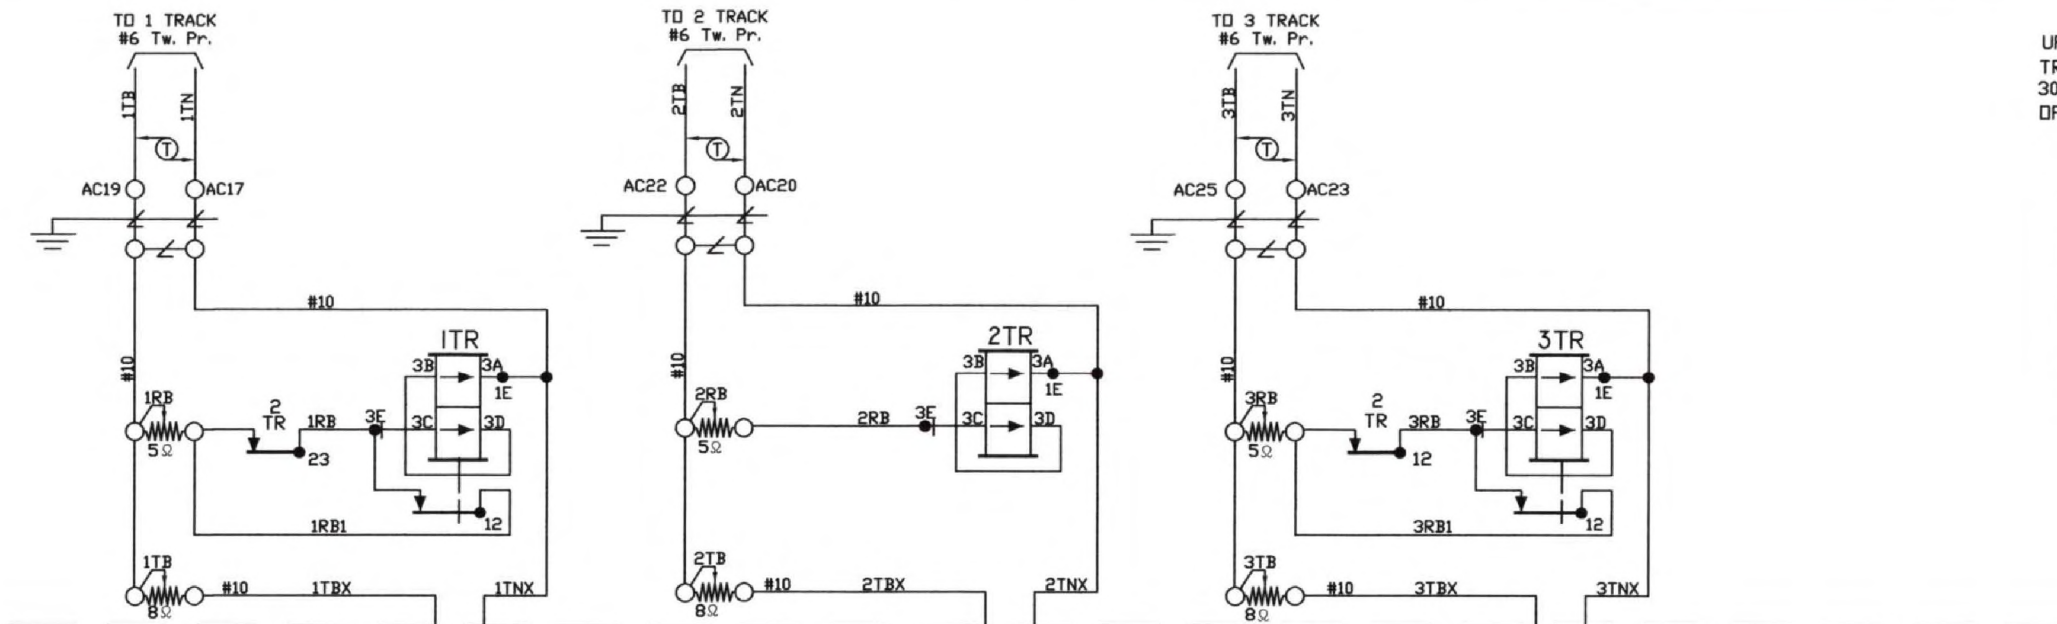 TO 1 TRACK
#6 Tw. Pr.
1TB
1TN
T
AC19
AC17
#10
#10
1TR
3B
3A
1E
1RB
5Ω
2
TR
23
1RB
3E
3C
3D
12
1RB1
1TB
8Ω
#10
1TBX
1TNX
TO 2 TRACK
#6 Tw. Pr.
2TB
2TN
T
AC22
AC20
#10
#10
2TR
3B
3A
1E
2RB
5Ω
2RB
3E
3C
3D
2TB
8Ω
#10
2TBX
2TNX
TO 3 TRACK
#6 Tw. Pr.
3TB
3TN
T
AC25
AC23
#10
#10
3TR
3B
3A
1E
3RB
5Ω
2
TR
12
3RB
3E
3C
3D
12
3RB1
3TB
8Ω
#10
3TBX
3TNX
TR
30